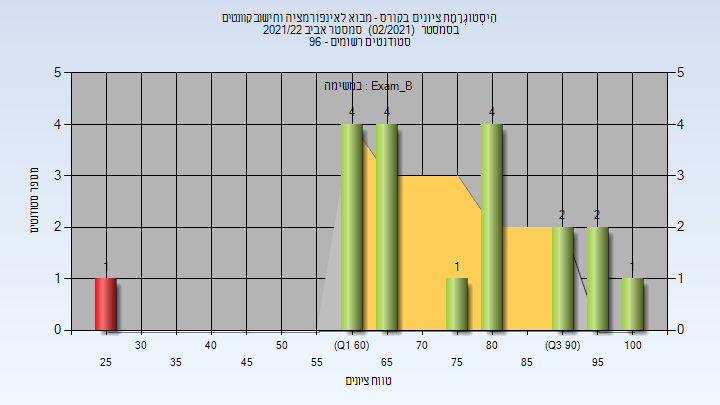 הִיסְטוֹגְרָמַת ציונים בקורס - מבוא לאינפורמציה וחישוב קוונטים
בסמסטר (02/2021) סמסטר אביב 2021/22
סטודנטים רשומים - 96
במשימה : Exam_B
5 5
4 4
3 3
2 2
1 1
0 0
מספר סטודנטים
1 4 4 1 4 2 2 1
30 40 50 (Q1 60) 70 80 (Q3 90) 100
25 35 45 55 65 75 85 95
טווח ציונים